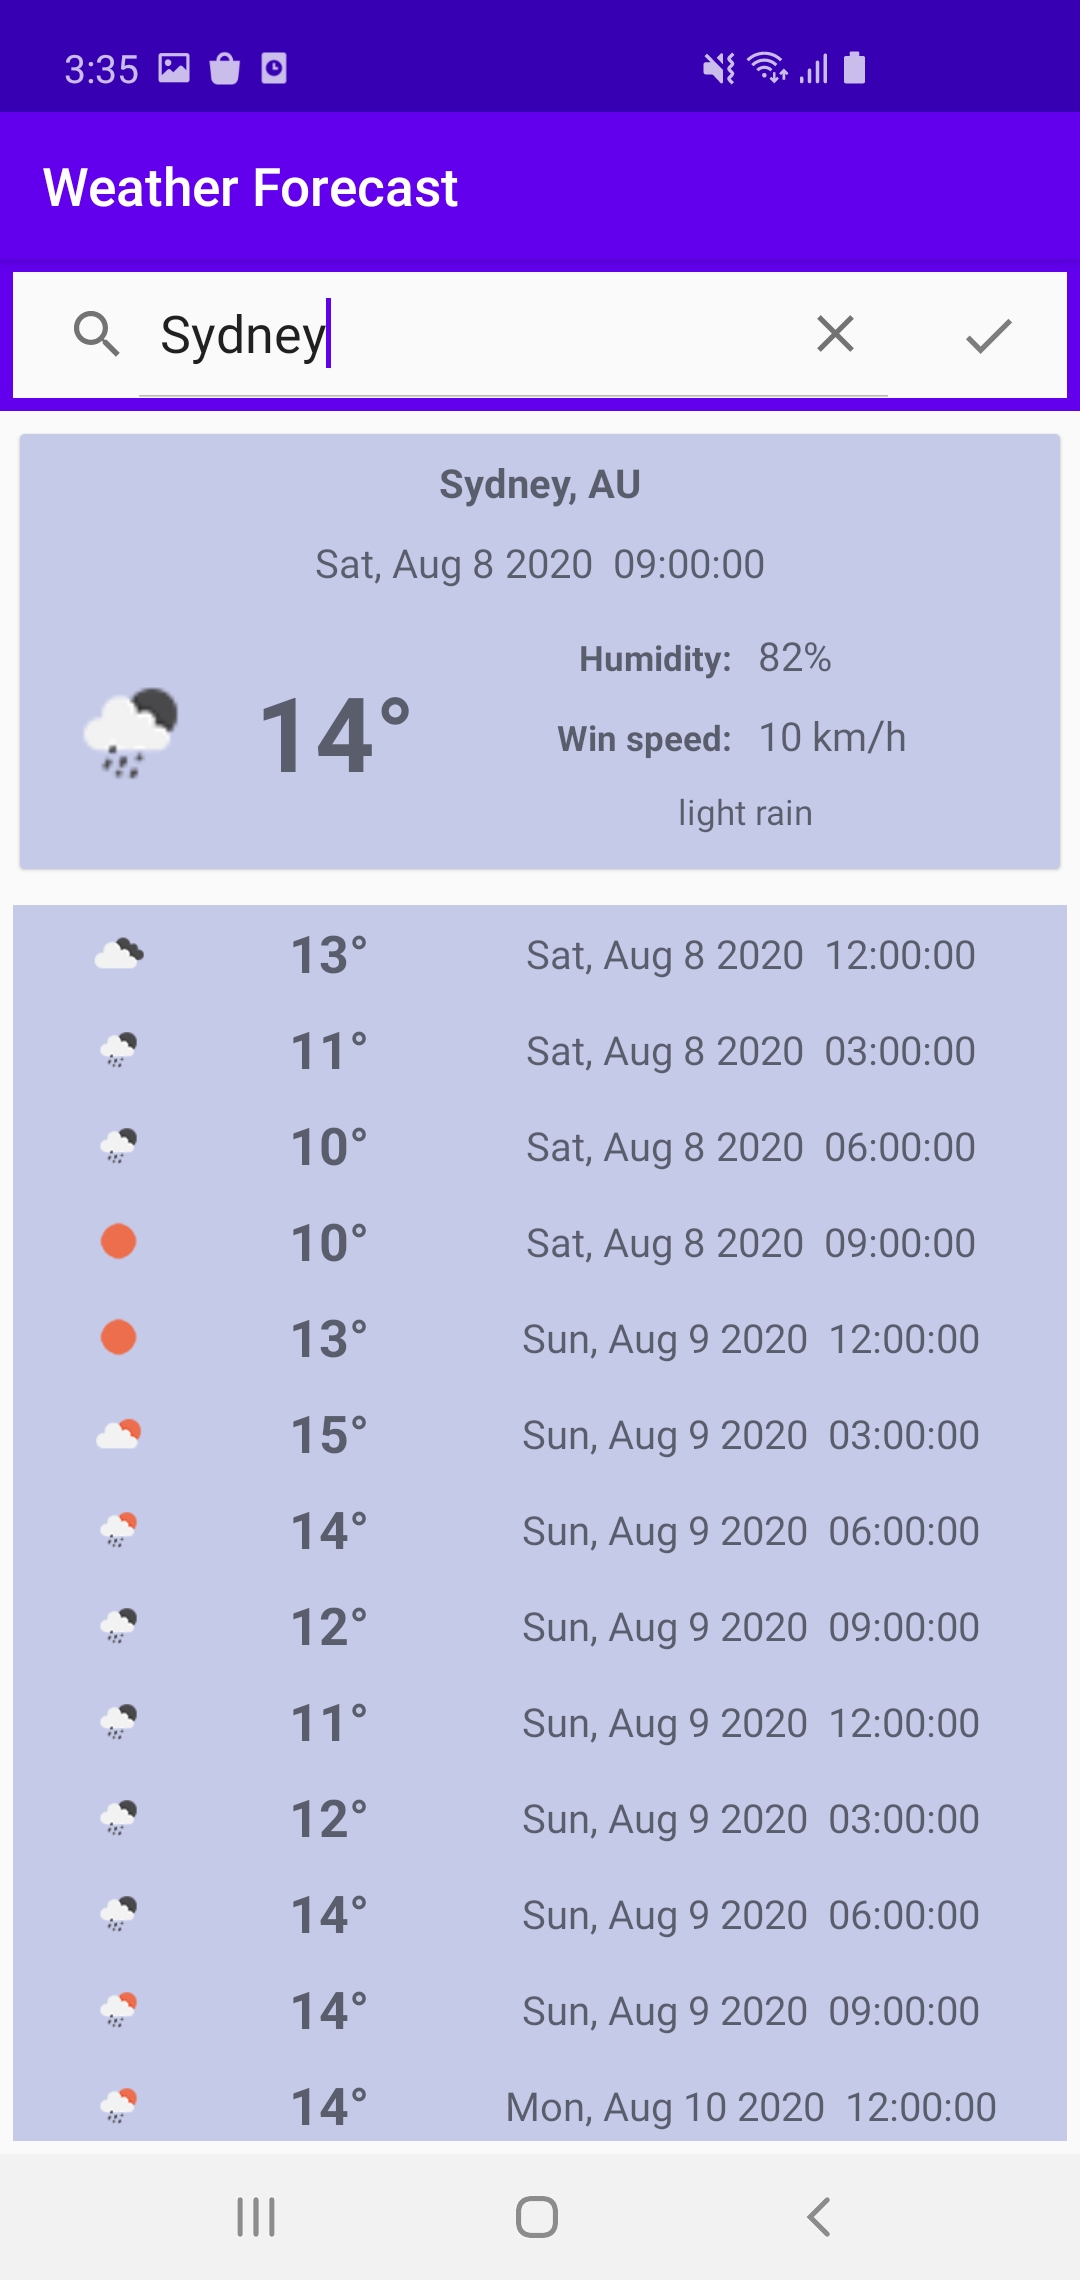 3:35
Weather Forecast
Sydney
Sydney, AU
Sat, Aug 8 2020  09:00:00
Humidity: 82%
14°
Win speed: 10 km/h
light rain
13° Sat, Aug 8 2020  12:00:00
11° Sat, Aug 8 2020  03:00:00
10° Sat, Aug 8 2020  06:00:00
10° Sat, Aug 8 2020  09:00:00
13° Sun, Aug 9 2020  12:00:00
15° Sun, Aug 9 2020  03:00:00
14° Sun, Aug 9 2020  06:00:00
12° Sun, Aug 9 2020  09:00:00
11° Sun, Aug 9 2020  12:00:00
12° Sun, Aug 9 2020  03:00:00
14° Sun, Aug 9 2020  06:00:00
14° Sun, Aug 9 2020  09:00:00
14° Mon, Aug 10 2020  12:00:00